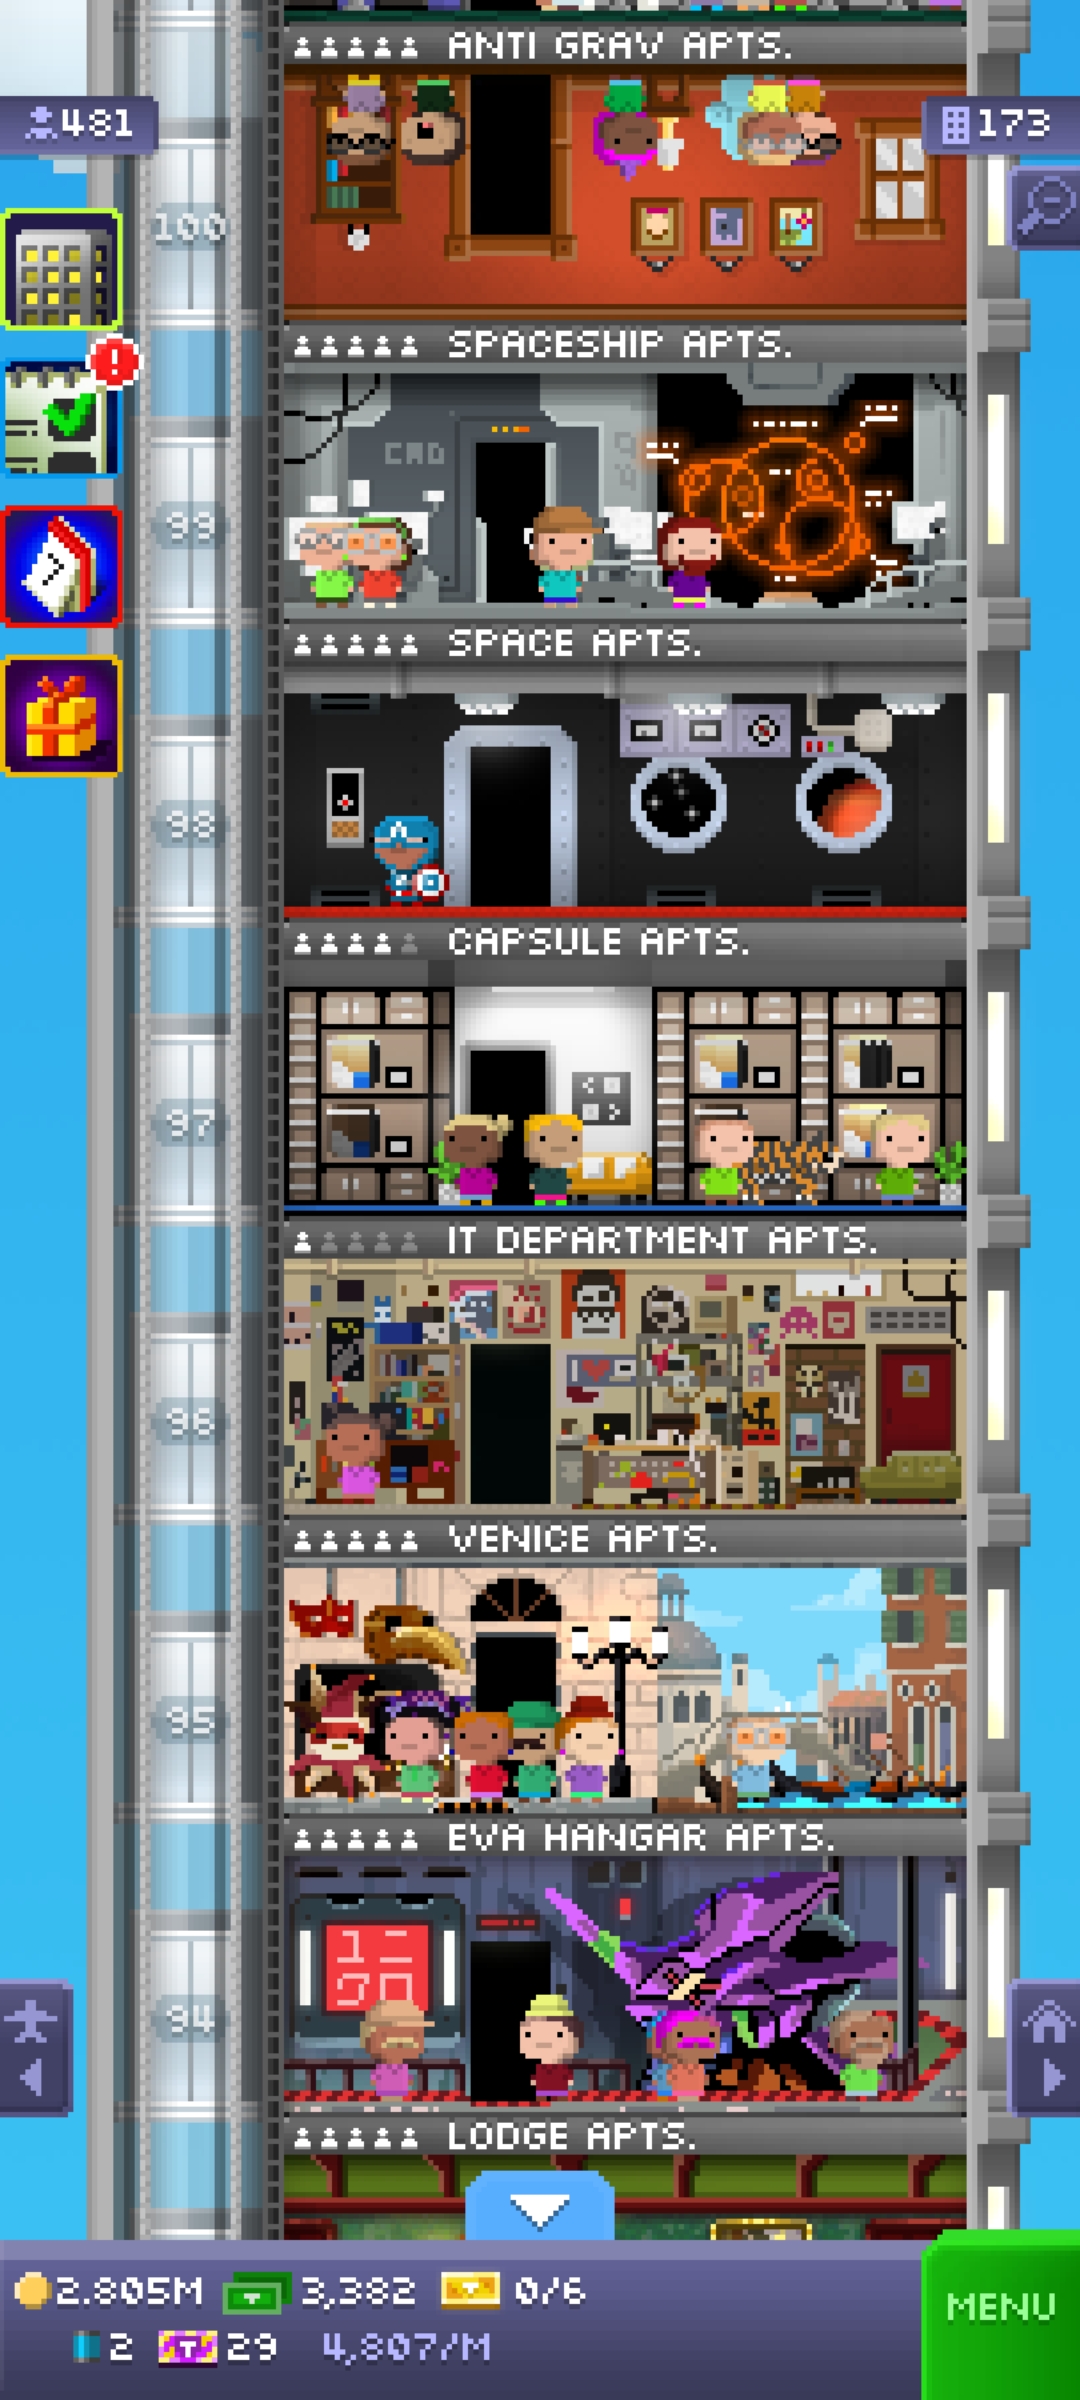 ANTI GRAV APTS.
481
173
100
SPACESHIP APTS.
CMD
99
SPACE APTS.
98
CAPSULE APTS.
97
IT DEPARTMENT APTS.
96
VENICE APTS.
95
EVA HANGAR APTS.
94
LODGE APTS.
2.805M 3,382 0/6
2 29 4,807/M
MENU